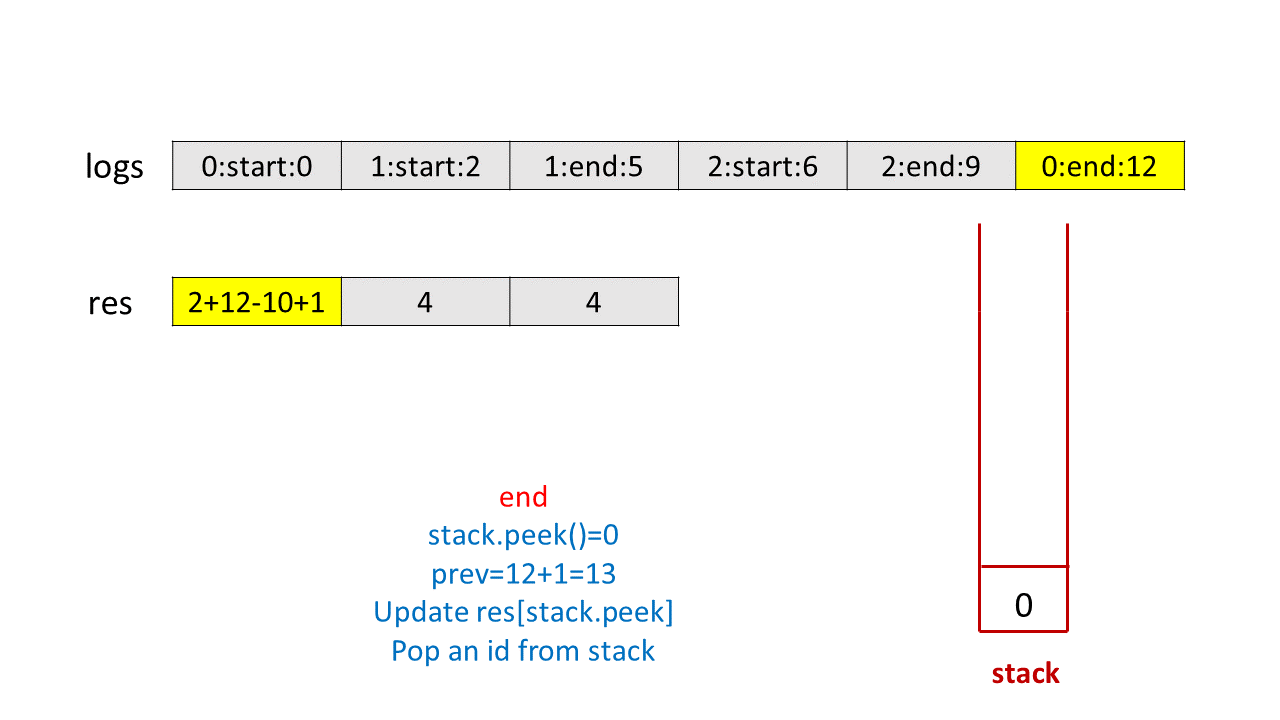 logs 0:start:0 1:start:2 1:end:5 2:start:6 2:end:9 0:end:12
res 2+12-10+1 4 4
end
stack.peek()=0
prev=12+1=13
Update res[stack.peek]
Pop an id from stack
0
stack